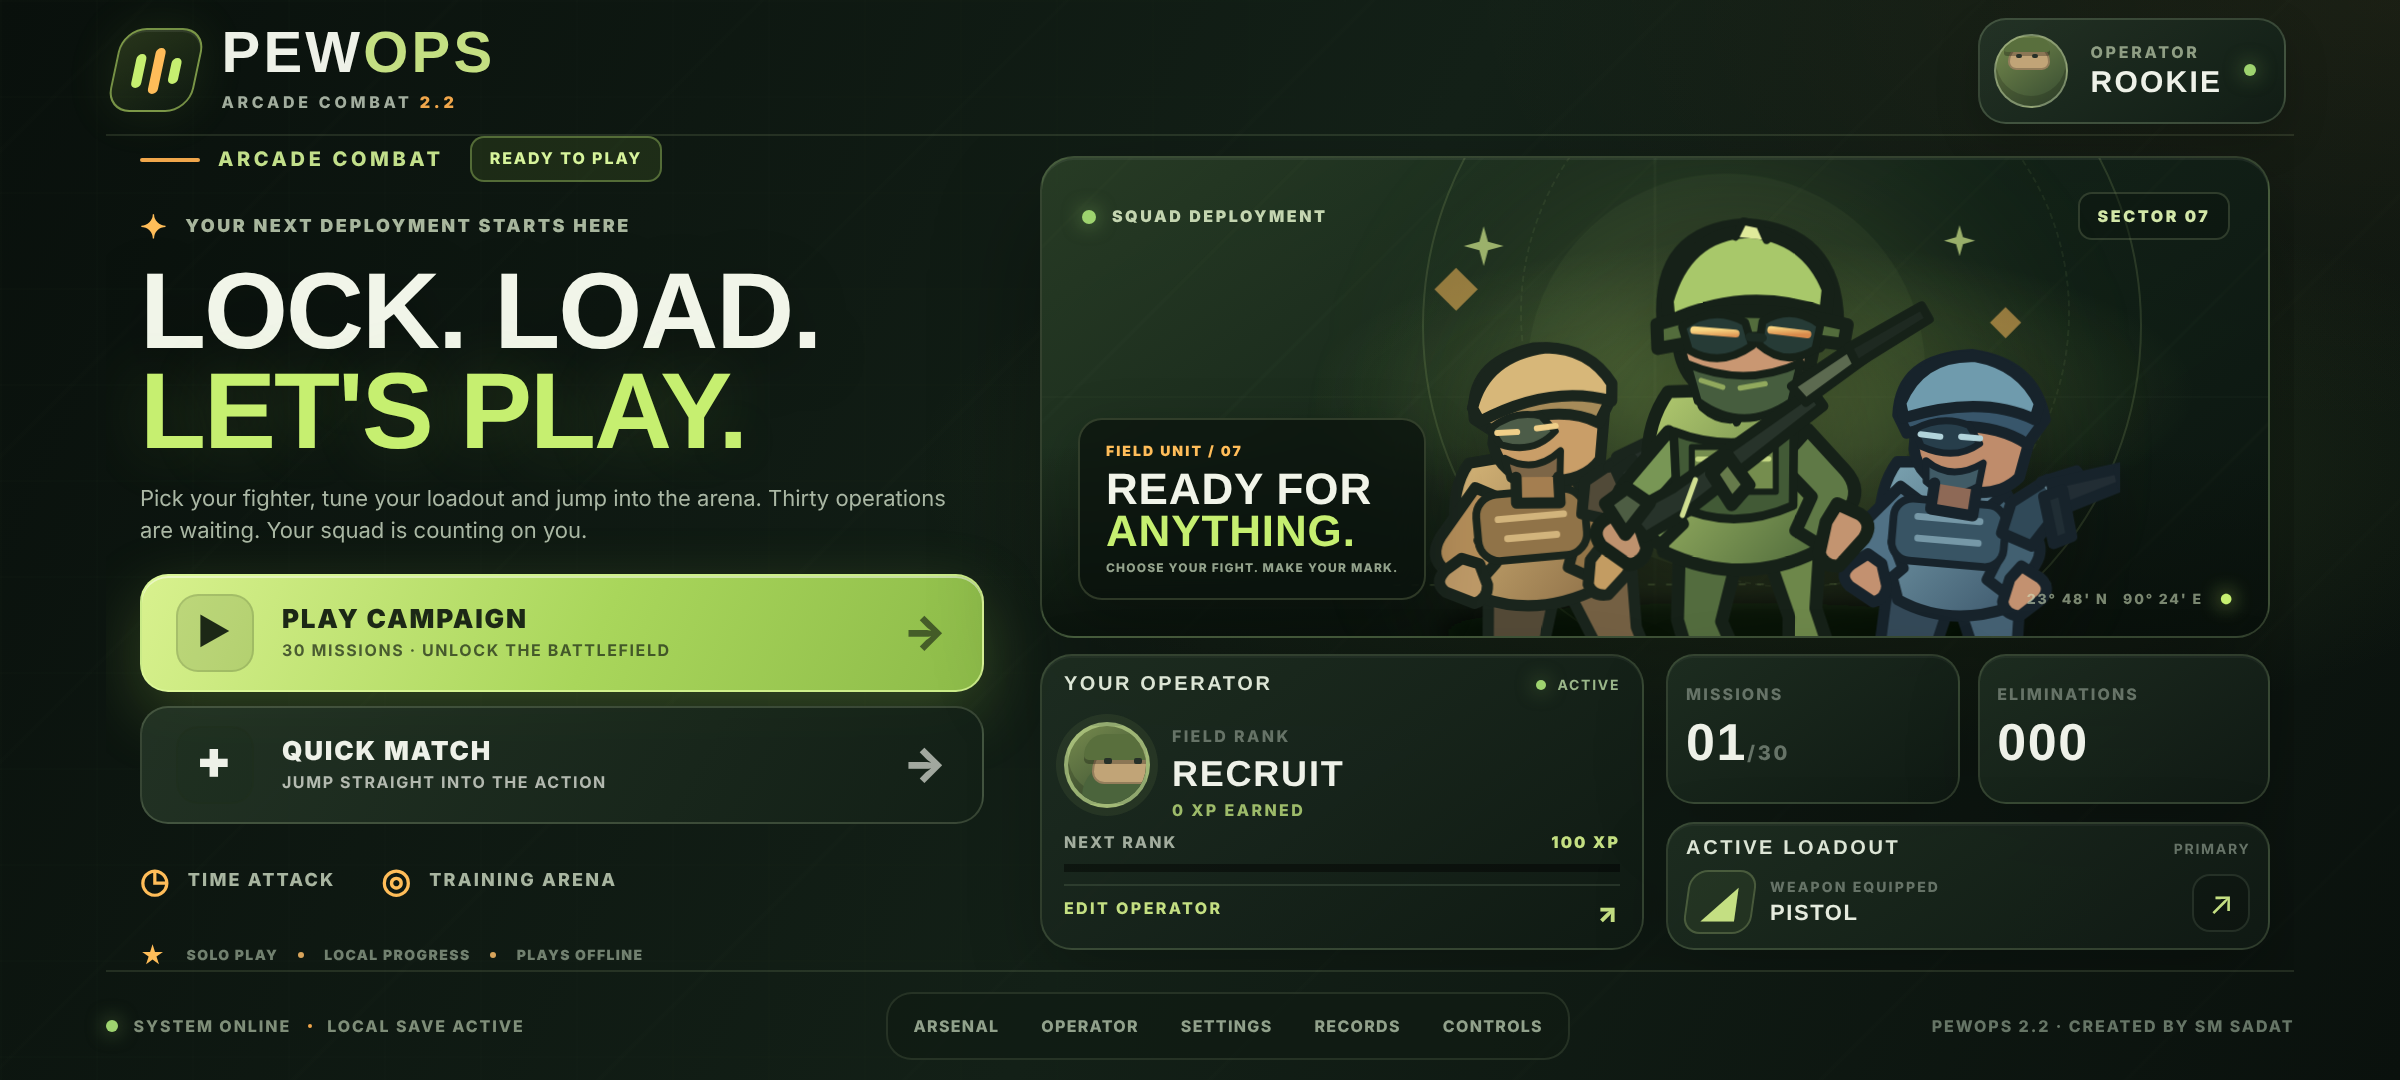 PEWOPS
ARCADE COMBAT 2.2
OPERATOR
ROOKIE
ARCADE COMBAT
READY TO PLAY
YOUR NEXT DEPLOYMENT STARTS HERE
LOCK. LOAD.
LET'S PLAY.
Pick your fighter, tune your loadout and jump into the arena. Thirty operations
are waiting. Your squad is counting on you.
PLAY CAMPAIGN
30 MISSIONS · UNLOCK THE BATTLEFIELD
QUICK MATCH
JUMP STRAIGHT INTO THE ACTION
TIME ATTACK
TRAINING ARENA
SOLO PLAY • LOCAL PROGRESS • PLAYS OFFLINE
SQUAD DEPLOYMENT
SECTOR 07
FIELD UNIT / 07
READY FOR
ANYTHING.
CHOOSE YOUR FIGHT. MAKE YOUR MARK.
23° 48' N 90° 24' E
YOUR OPERATOR
ACTIVE
FIELD RANK
RECRUIT
0 XP EARNED
NEXT RANK
100 XP
EDIT OPERATOR
MISSIONS
01/30
ELIMINATIONS
000
ACTIVE LOADOUT
PRIMARY
WEAPON EQUIPPED
PISTOL
SYSTEM ONLINE • LOCAL SAVE ACTIVE
ARSENAL
OPERATOR
SETTINGS
RECORDS
CONTROLS
PEWOPS 2.2 · CREATED BY SM SADAT